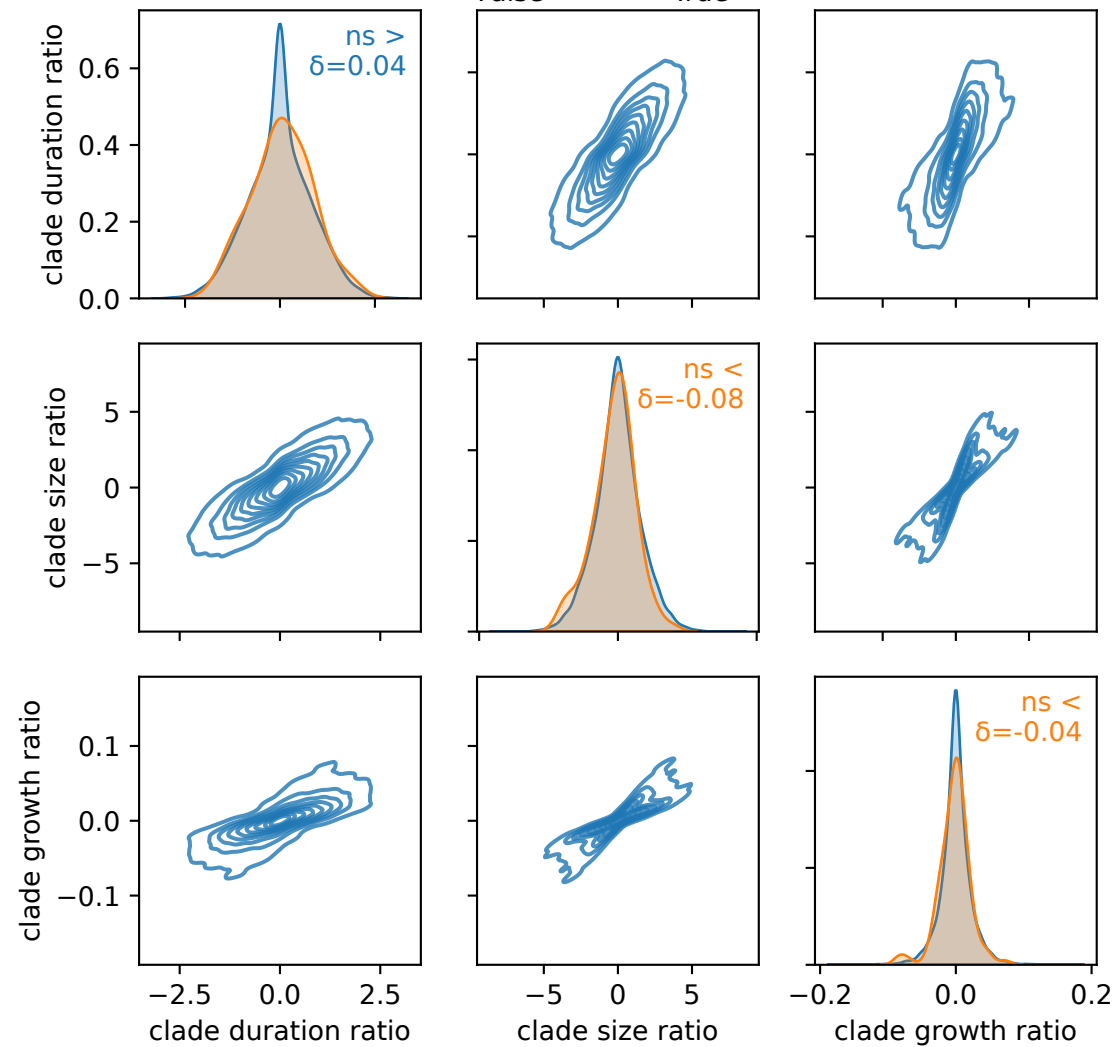 clade duration ratio
0.6
0.4
0.2
0.0
ns >
δ=0.04
clade size ratio
5
0
−5
ns <
δ=-0.08
clade growth ratio
0.1
0.0
−0.1
ns <
δ=-0.04
−2.5 0.0 2.5
−5 0 5
−0.2 0.0 0.2
clade duration ratio
clade size ratio
clade growth ratio